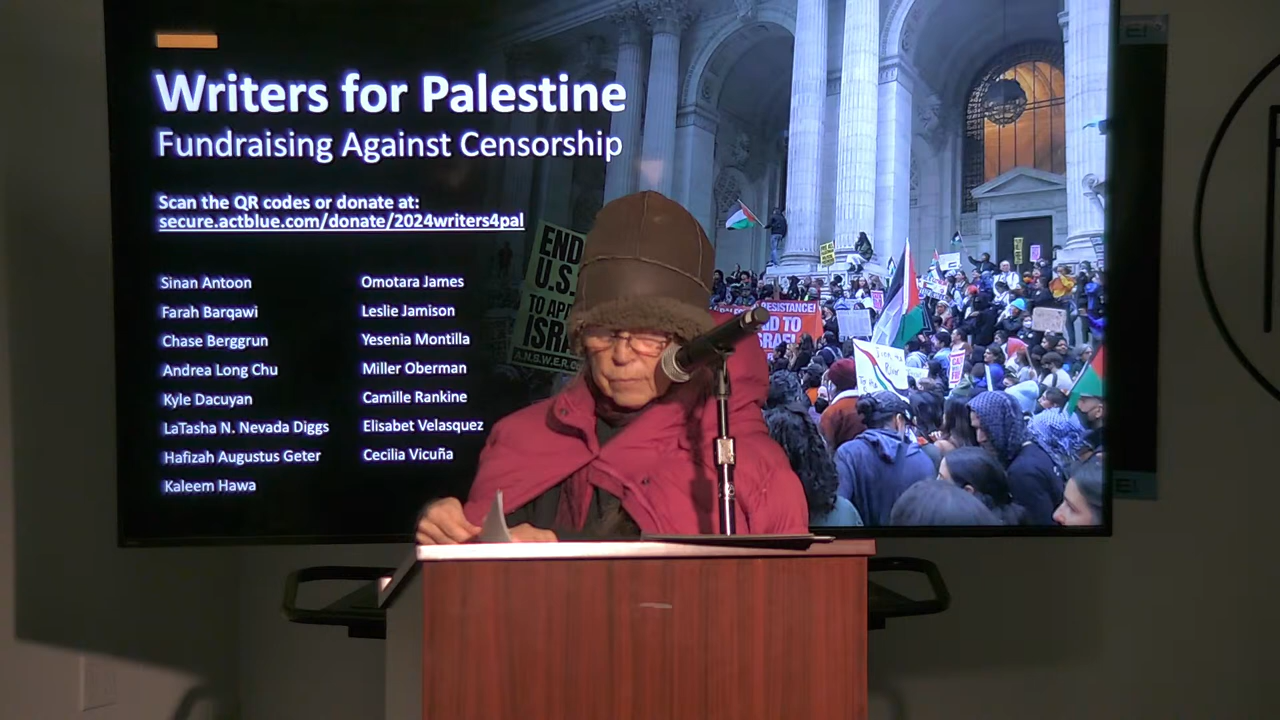 Writers for Palestine
Fundraising Against Censorship
Scan the QR codes or donate at:
secure.actblue.com/donate/2024writers4pal
Sinan Antoon
Farah Barqawi
Chase Berggrun
Andrea Long Chu
Kyle Dacuyan
LaTasha N. Nevada Diggs
Hafizah Augustus Geter
Kaleem Hawa
Omotara James
Leslie Jamison
Yesenia Montilla
Miller Oberman
Camille Rankine
Elisabet Velasquez
Cecilia Vicuña
END
U.S.
TO
A.N.S.W.E.R.
RESISTANCE!
TO